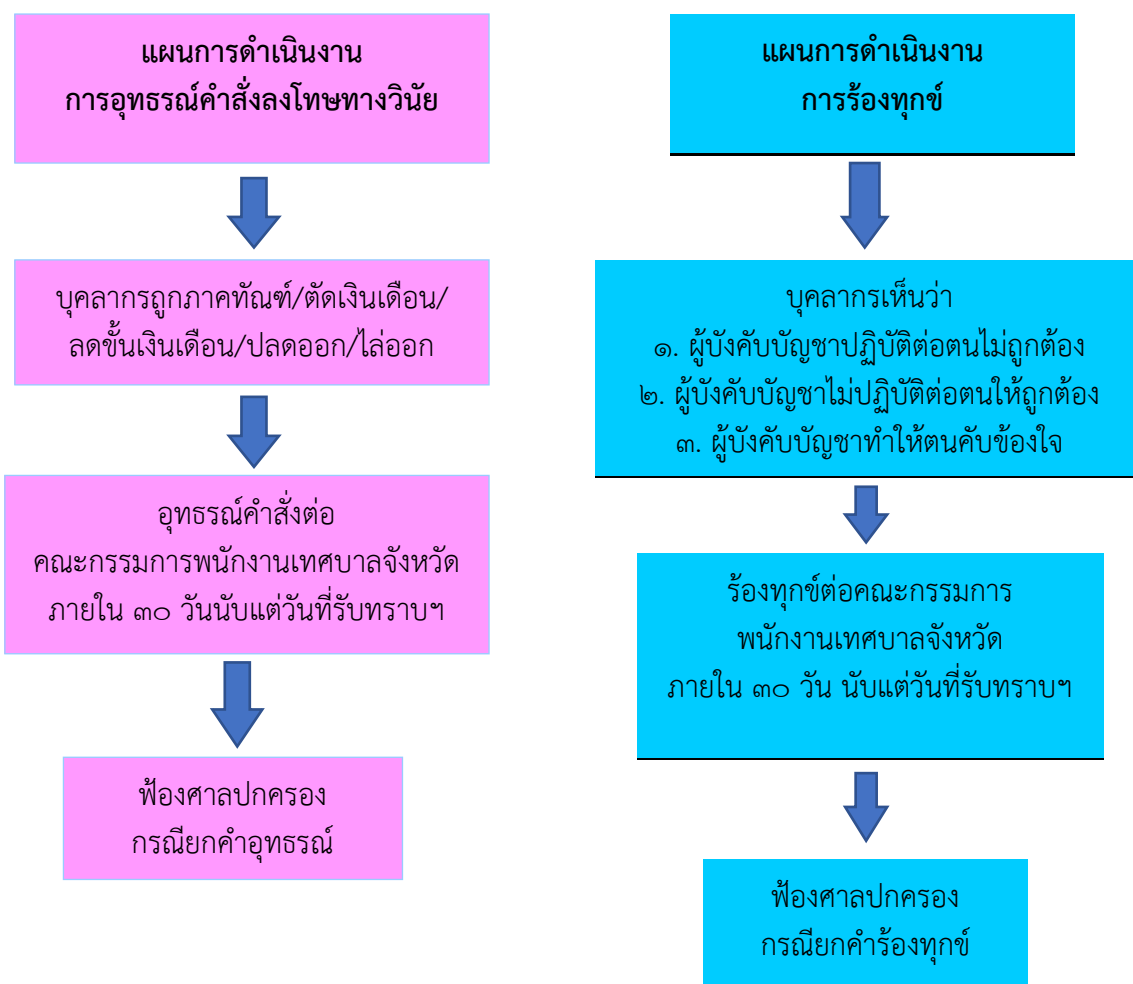 แผนการดำเนินงาน
การอุทธรณ์คำสั่งลงโทษทางวินัย
บุคลากรถูกภาคทัณฑ์/ตัดเงินเดือน/
ลดขั้นเงินเดือน/ปลดออก/ไล่ออก
อุทธรณ์คำสั่งต่อ
คณะกรรมการพนักงานเทศบาลจังหวัด
ภายใน ๓๐ วันนับแต่วันที่รับทราบฯ
ฟ้องศาลปกครอง
กรณียกคำอุทธรณ์
แผนการดำเนินงาน
การร้องทุกข์
บุคลากรเห็นว่า
๑. ผู้บังคับบัญชาปฏิบัติต่อตนไม่ถูกต้อง
๒. ผู้บังคับบัญชาไม่ปฏิบัติต่อตนให้ถูกต้อง
๓. ผู้บังคับบัญชาทำให้ตนคับข้องใจ
ร้องทุกข์ต่อคณะกรรมการ
พนักงานเทศบาลจังหวัด
ภายใน ๓๐ วัน นับแต่วันที่รับทราบฯ
ฟ้องศาลปกครอง
กรณียกคำร้องทุกข์